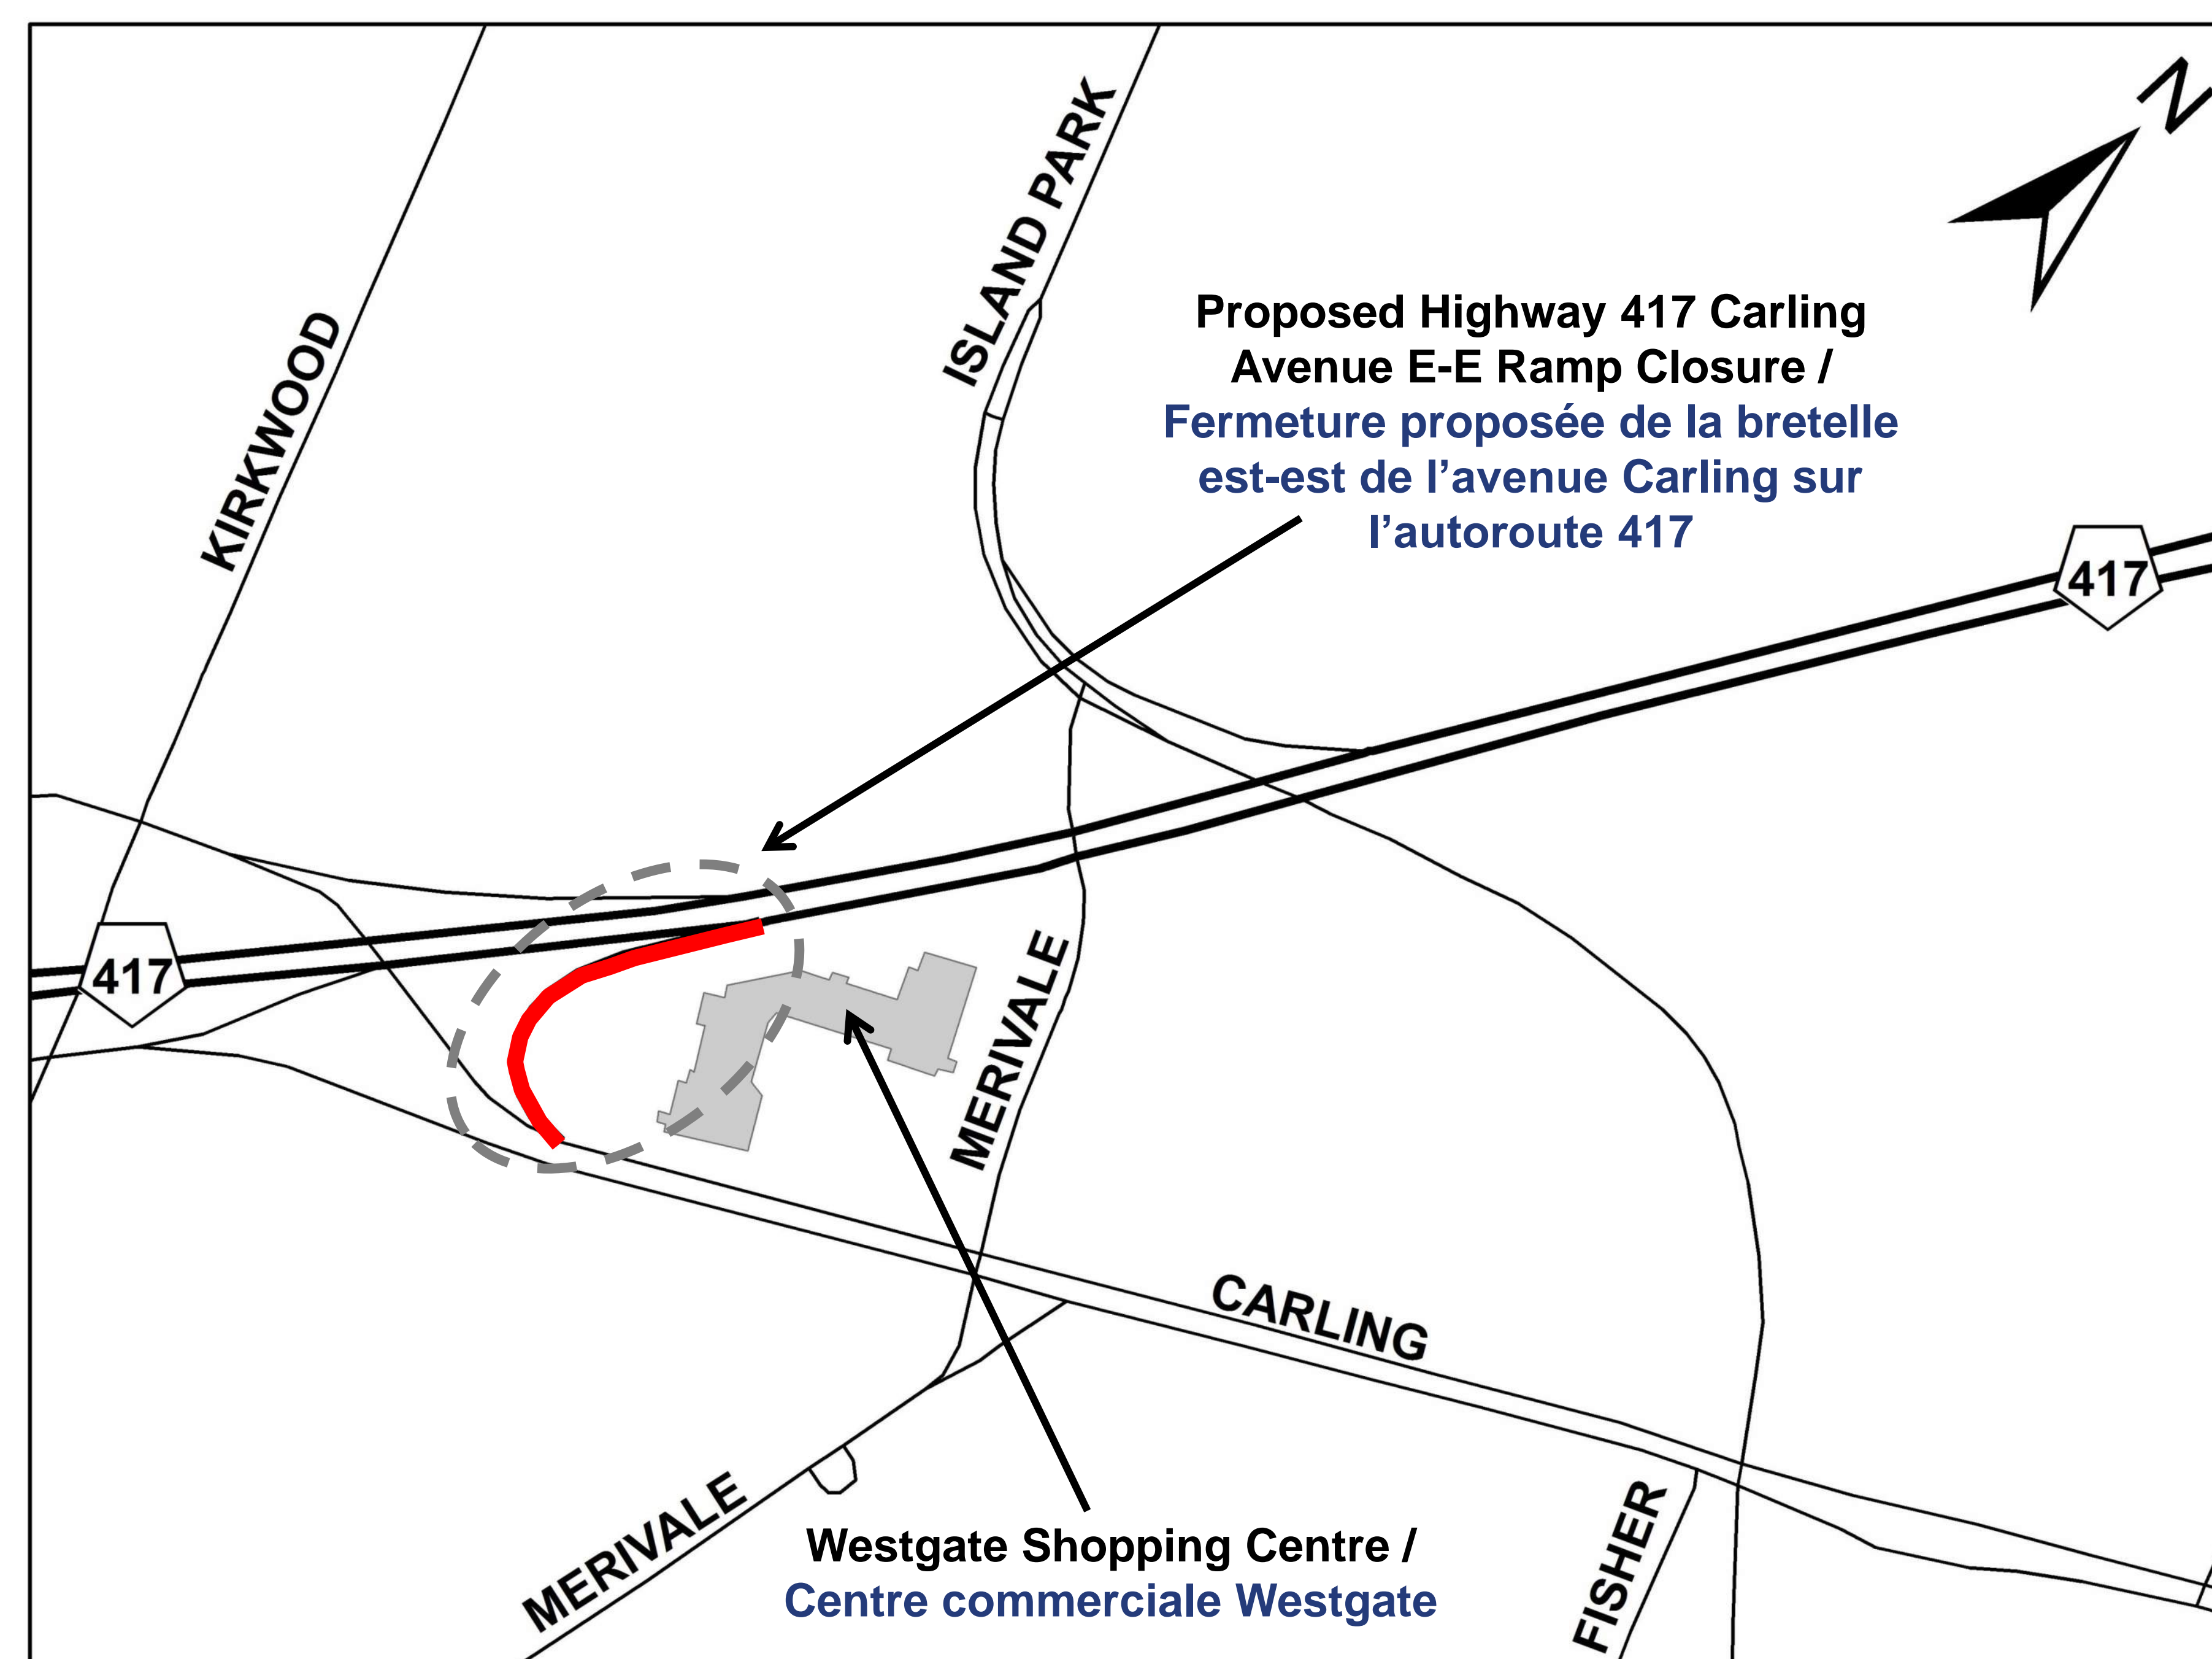 N
ISLAND PARK
KIRKWOOD
Proposed Highway 417 Carling
Avenue E-E Ramp Closure /
Fermeture proposée de la bretelle
est-est de l’avenue Carling sur
l’autoroute 417
417
417
MERIVALE
CARLING
MERIVALE
FISHER
Westgate Shopping Centre /
Centre commerciale Westgate